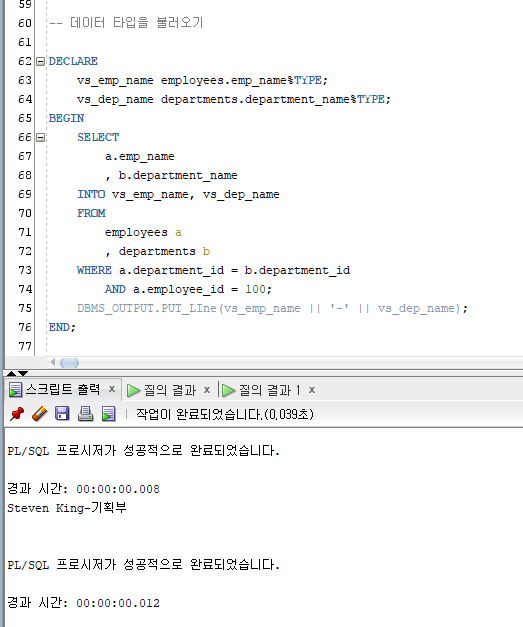 59
60 -- 데이터 타입을 불러오기
61
62 DECLARE
63 vs_emp_name employees.emp_name%TYPE;
64 vs_dep_name departments.department_name%TYPE;
65 BEGIN
66 SELECT
67 a.emp_name
68 , b.department_name
69 INTO vs_emp_name, vs_dep_name
70 FROM
71 employees a
72 , departments b
73 WHERE a.department_id = b.department_id
74 AND a.employee_id = 100;
75 DBMS_OUTPUT.PUT_LIne(vs_emp_name || '-' || vs_dep_name);
76 END;
77
스크립트 출력 × 질의 결과 × 질의 결과 1 ×
작업이 완료되었습니다.(0,039초)
PL/SQL 프로시저가 성공적으로 완료되었습니다.
경과 시간: 00:00:00.008
Steven King-기획부
PL/SQL 프로시저가 성공적으로 완료되었습니다.
경과 시간: 00:00:00.012